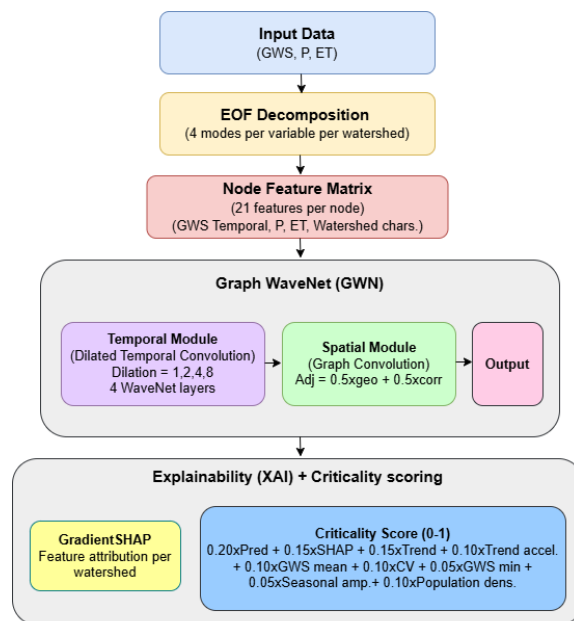 Input Data
(GWS, P, ET)
EOF Decomposition
(4 modes per variable per watershed)
Node Feature Matrix
(21 features per node)
(GWS Temporal, P, ET, Watershed chars.)
Graph WaveNet (GWN)
Temporal Module
(Dilated Temporal Convolution)
Dilation = 1,2,4,8
4 WaveNet layers
Spatial Module
(Graph Convolution)
Adj = 0.5xgeo + 0.5xcorr
Output
Explainability (XAI) + Criticality scoring
GradientSHAP
Feature attribution per
watershed
Criticality Score (0-1)
0.20xPred + 0.15xSHAP + 0.15xTrend + 0.10xTrend accel.
+ 0.10xGWS mean + 0.10xCV + 0.05xGWS min +
0.05xSeasonal amp.+ 0.10xPopulation dens.